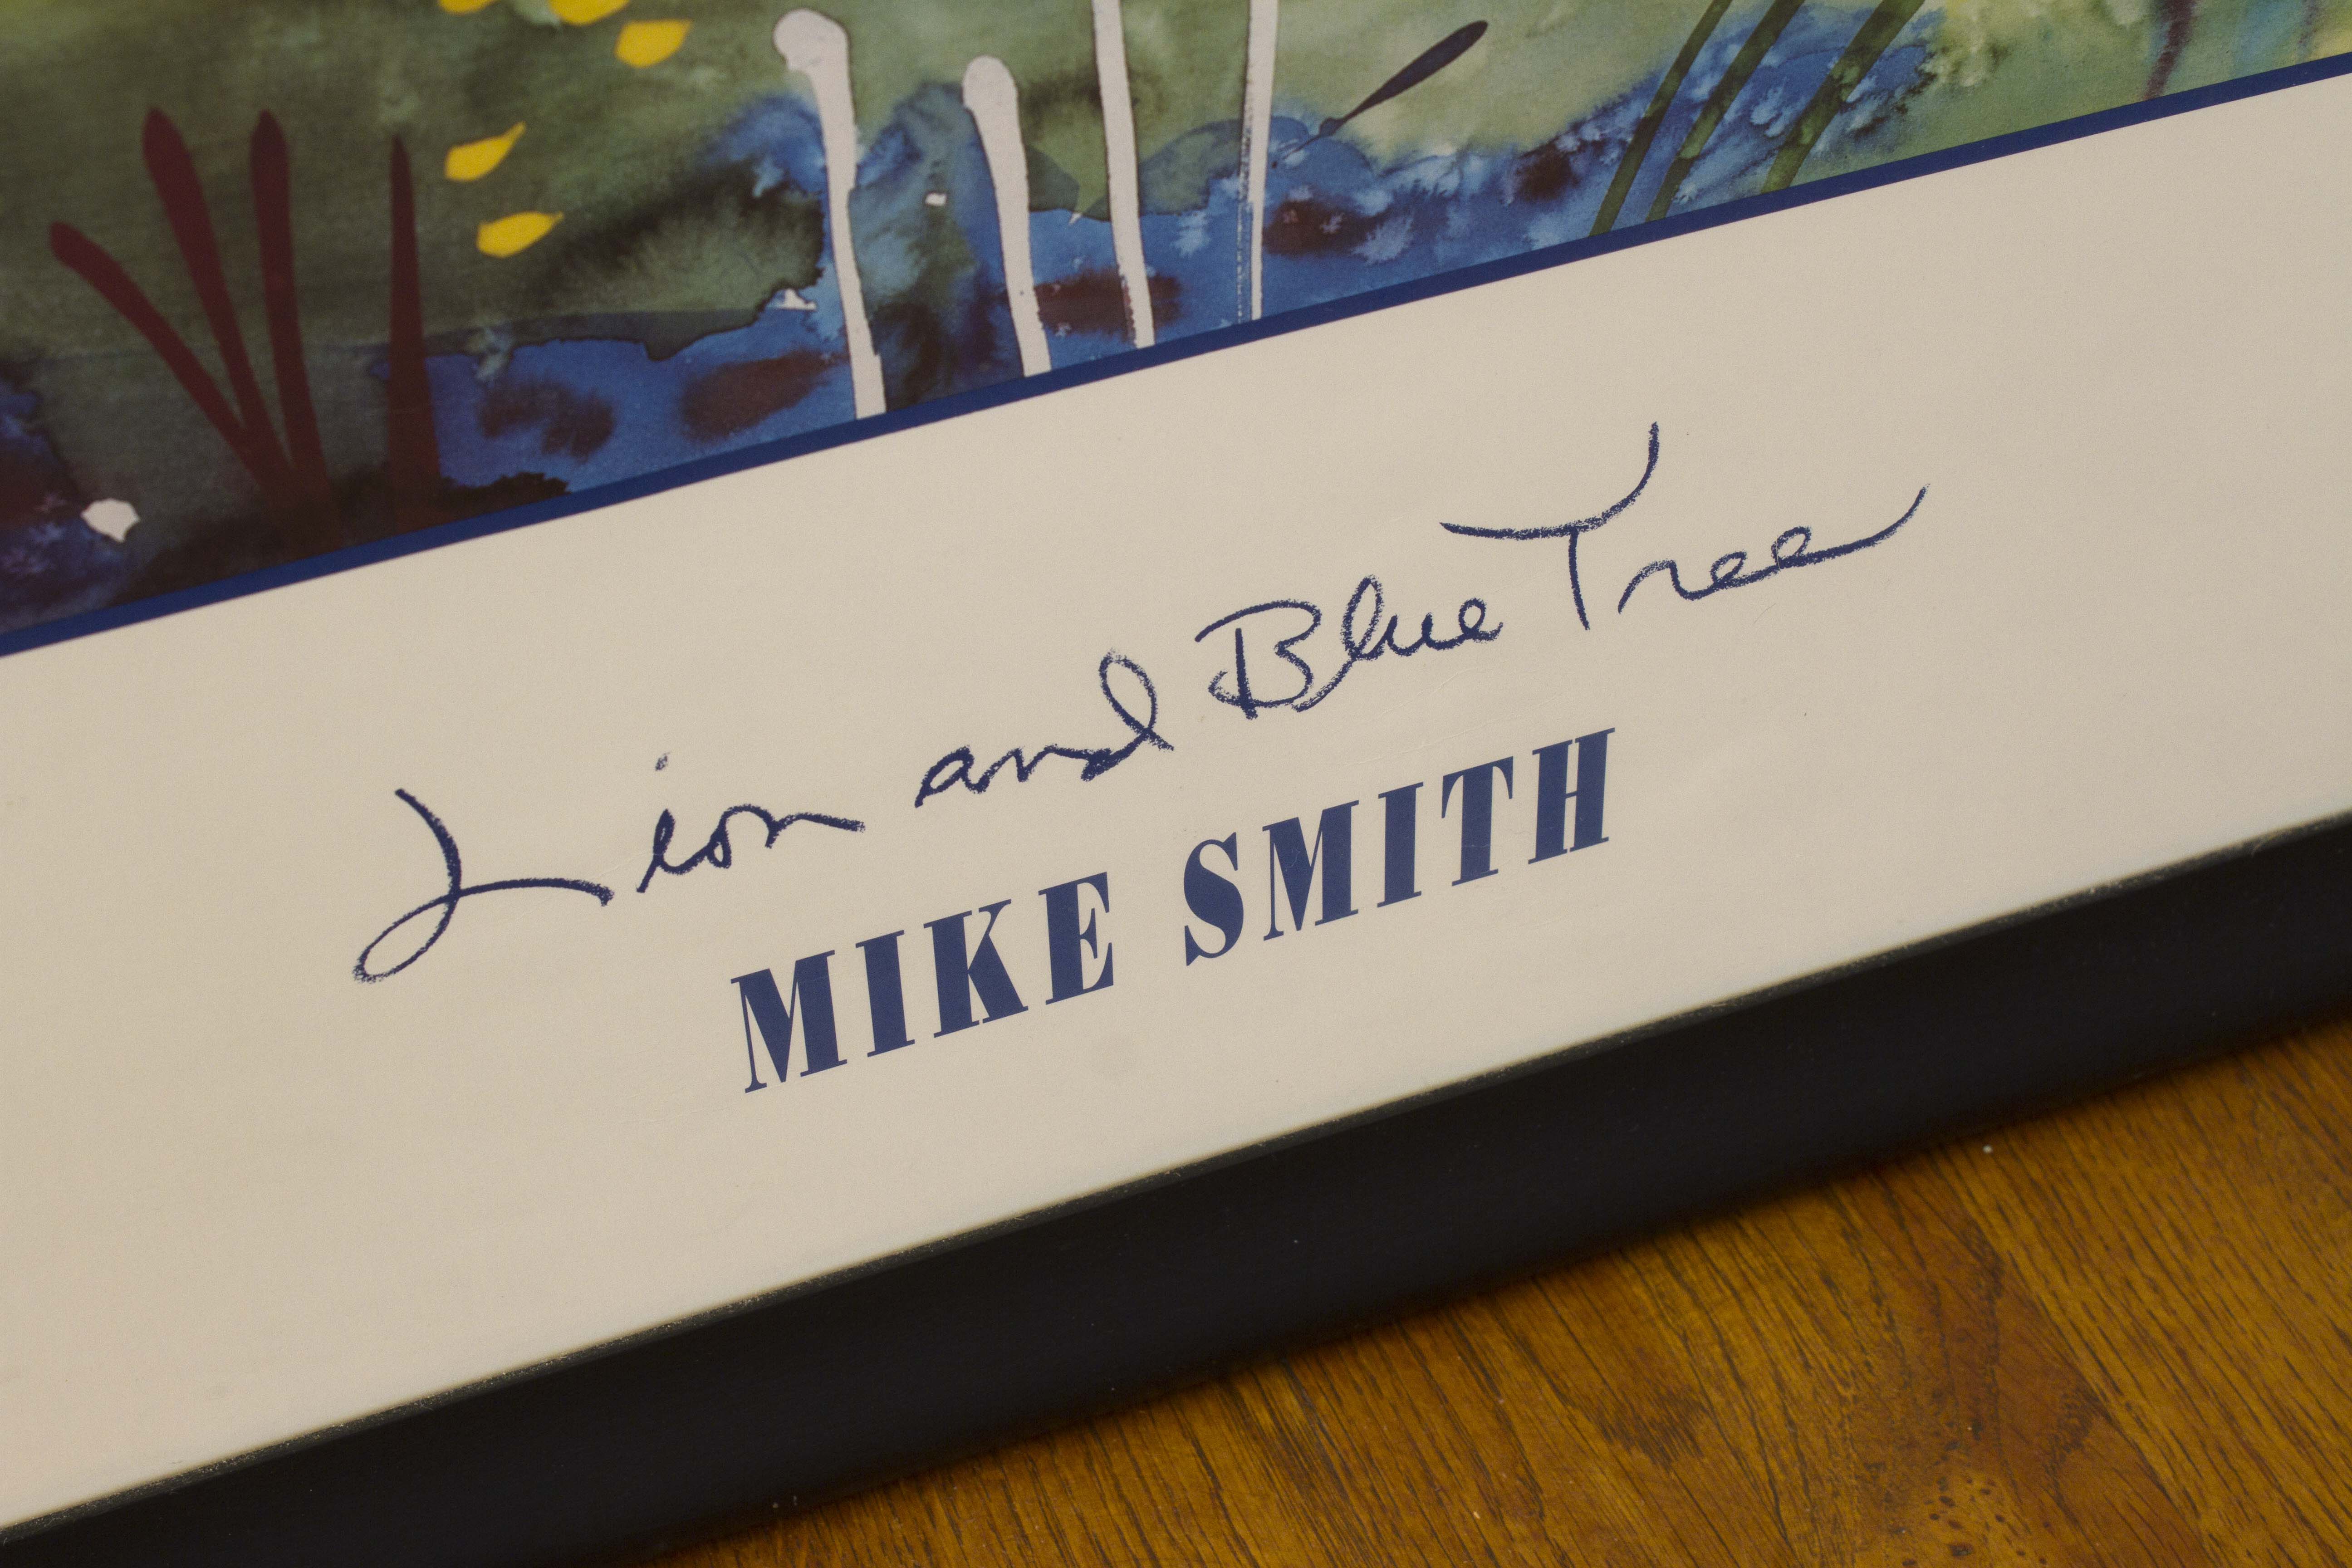 Lion and Blue Tree
MIKE SMITH